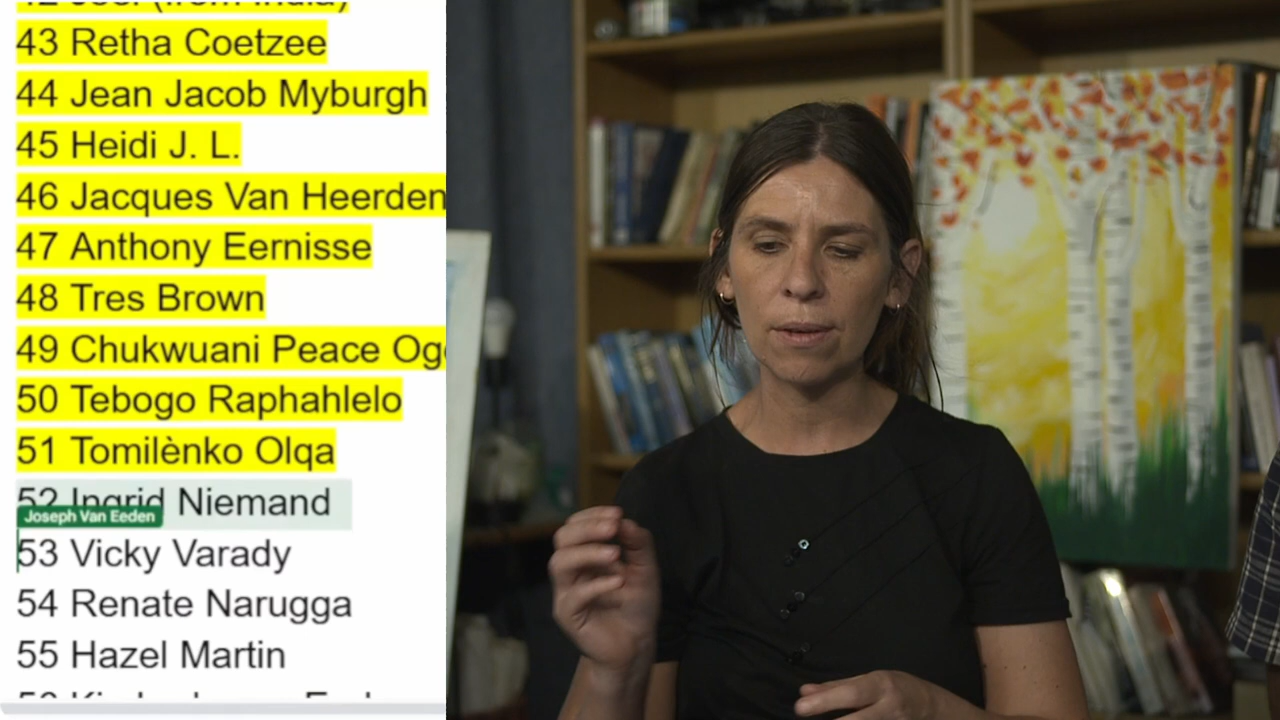 43 Retha Coetzee
44 Jean Jacob Myburgh
45 Heidi J. L.
46 Jacques Van Heerden
47 Anthony Eernisse
48 Tres Brown
49 Chukwuani Peace
50 Tebogo Raphahlelo
51 Tomilènko Olqa
52 Ingrid Niemand
Joseph Van Eeden
53 Vicky Varady
54 Renate Narugga
55 Hazel Martin